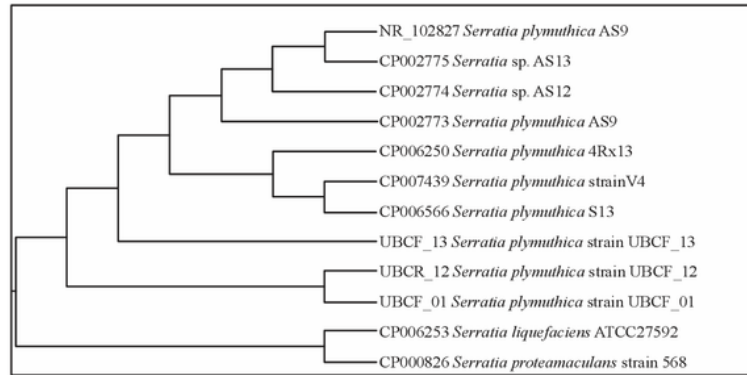 NR_102827 Serratia plymuthica AS9
CP002775 Serratia sp. AS13
CP002774 Serratia sp. AS12
CP002773 Serratia plymuthica AS9
CP006250 Serratia plymuthica 4Rx13
CP007439 Serratia plymuthica strainV4
CP006566 Serratia plymuthica S13
UBCF_13 Serratia plymuthica strain UBCF_13
UBCR_12 Serratia plymuthica strain UBCF_12
UBCF_01 Serratia plymuthica strain UBCF_01
CP006253 Serratia liquefaciens ATCC27592
CP000826 Serratia proteamaculans strain 568